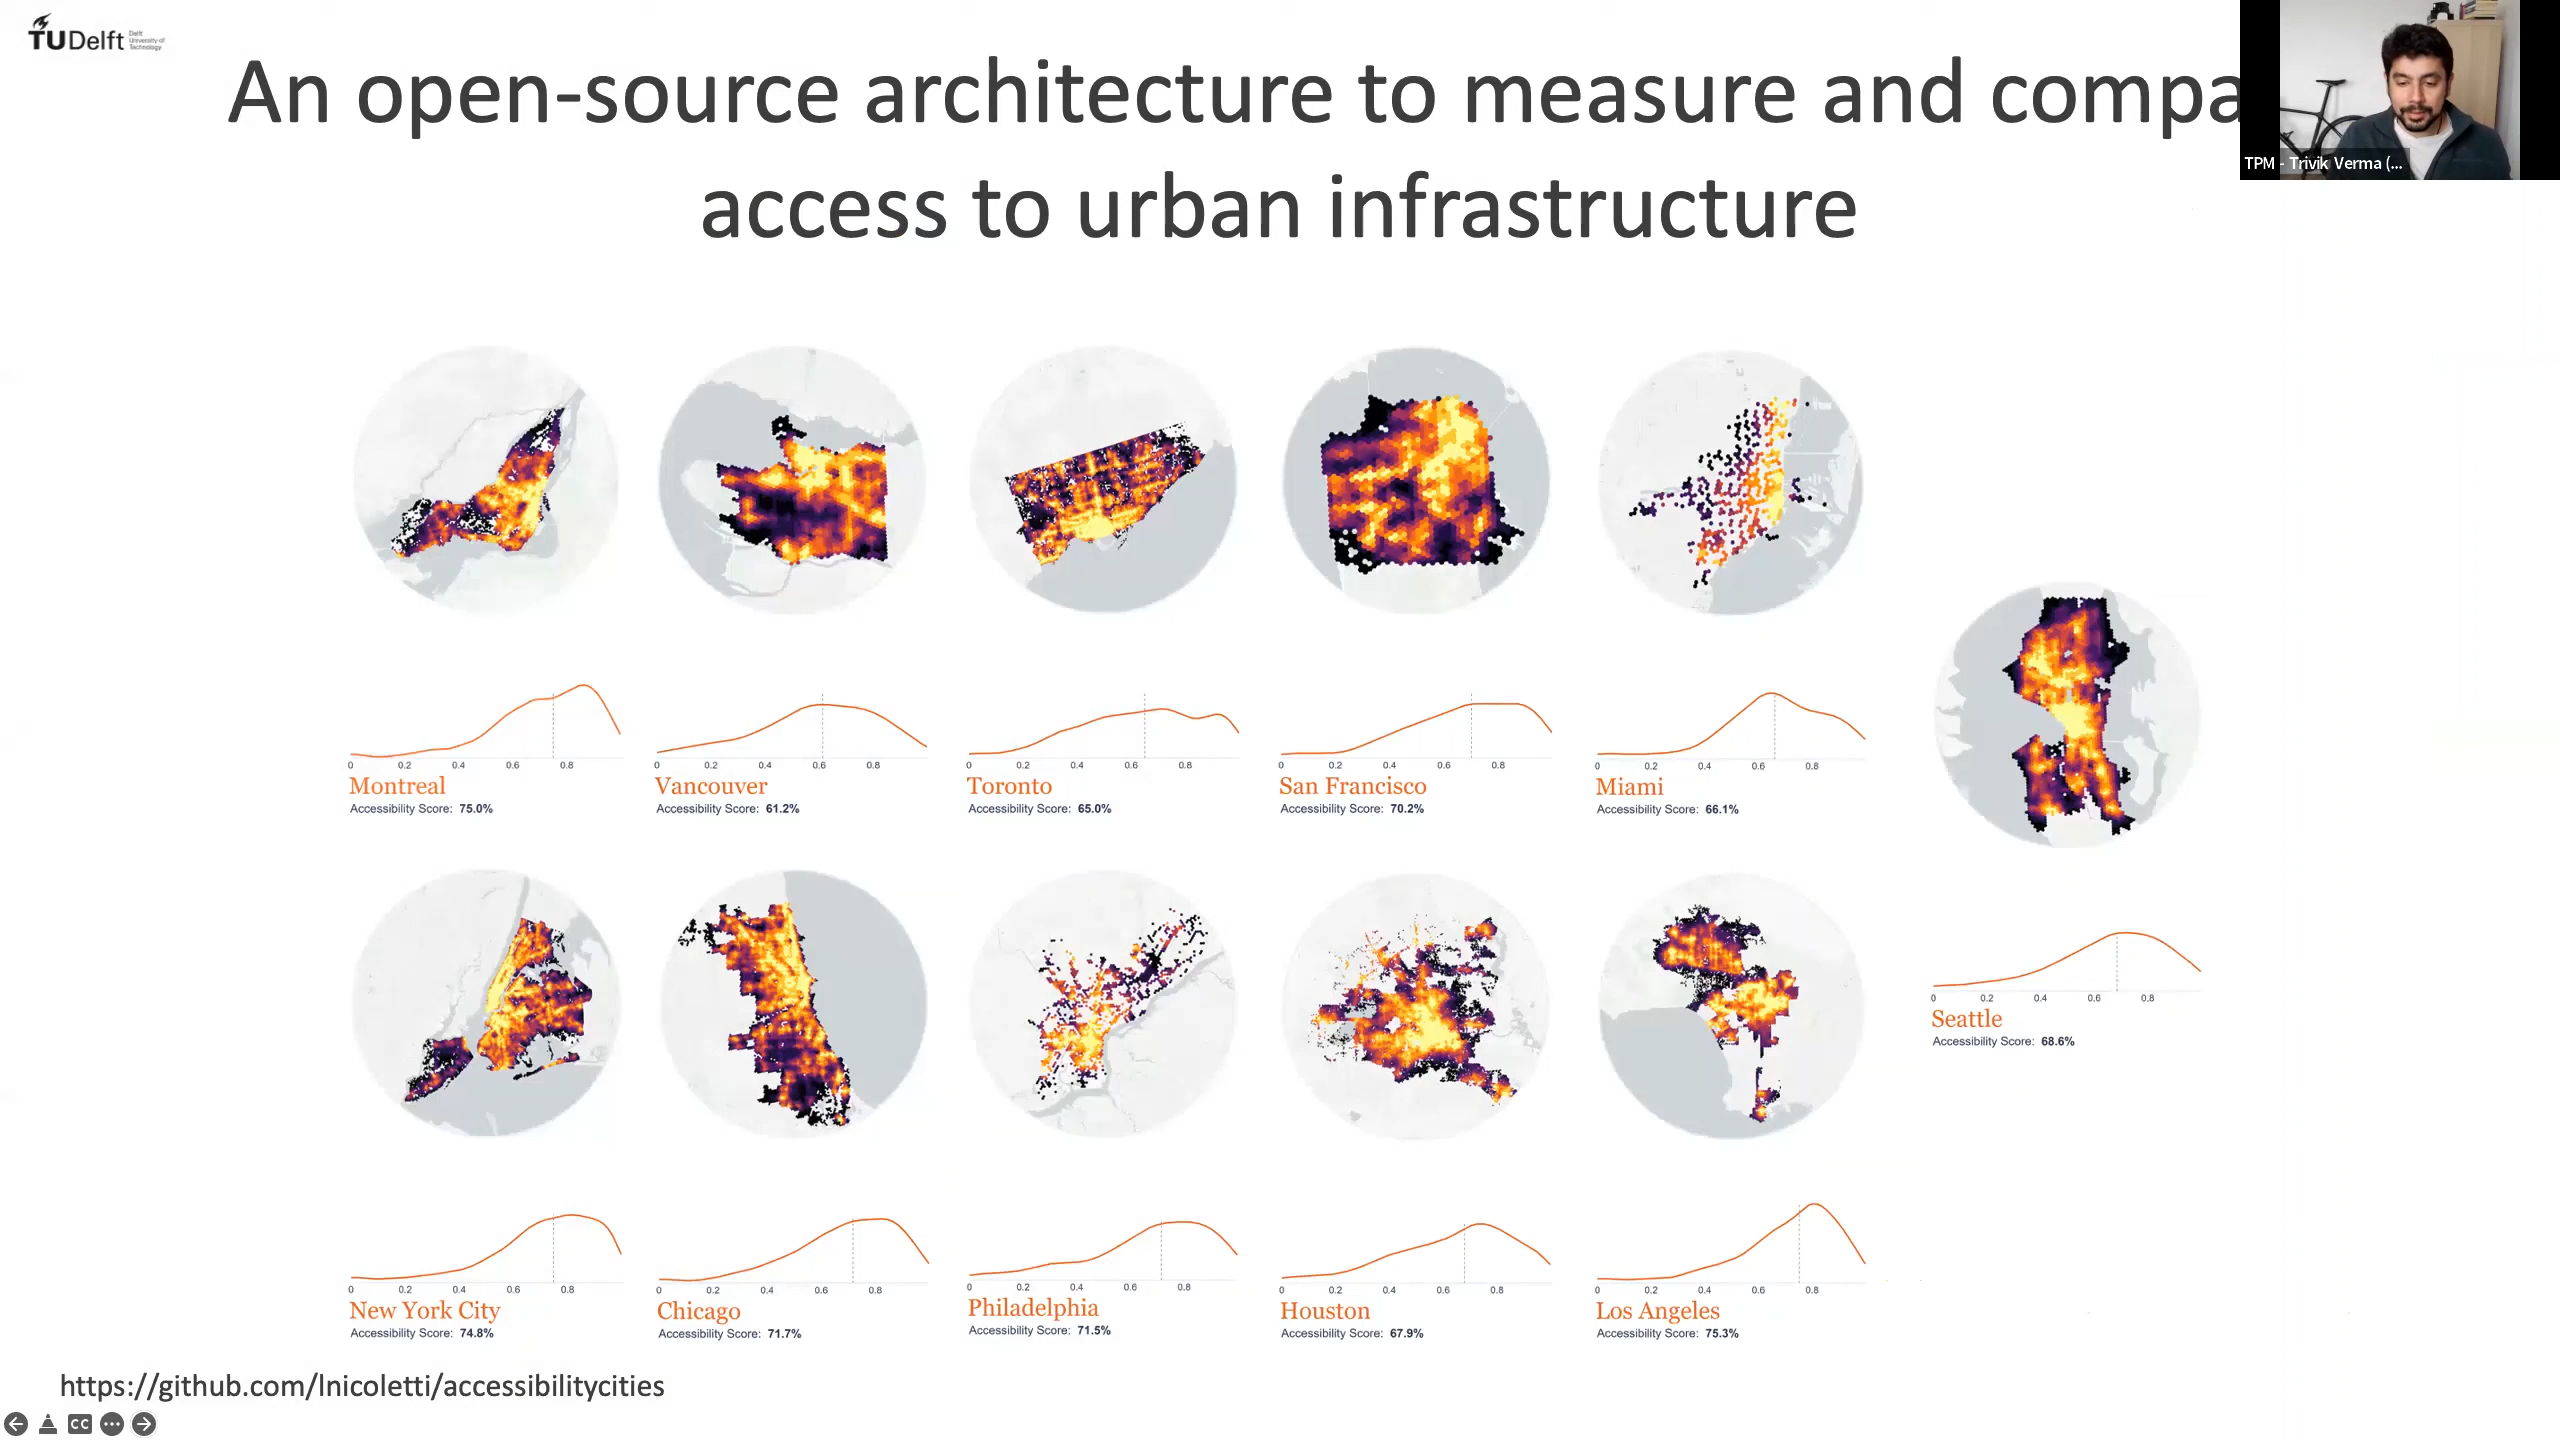 TU Delft
Delft
University of
Technology
An open-source architecture to measure and compa
access to urban infrastructure
TPM - Trivik Verma (...
0 0.2 0.4 0.6 0.8
Montreal
Accessibility Score: 75.0%
0 0.2 0.4 0.6 0.8
Vancouver
Accessibility Score: 61.2%
0 0.2 0.4 0.6 0.8
Toronto
Accessibility Score: 65.0%
0 0.2 0.4 0.6 0.8
San Francisco
Accessibility Score: 70.2%
0 0.2 0.4 0.6 0.8
Miami
Accessibility Score: 66.1%
0 0.2 0.4 0.6 0.8
Seattle
Accessibility Score: 68.6%
0 0.2 0.4 0.6 0.8
New York City
Accessibility Score: 74.8%
0 0.2 0.4 0.6 0.8
Chicago
Accessibility Score: 71.7%
0 0.2 0.4 0.6 0.8
Philadelphia
Accessibility Score: 71.5%
0 0.2 0.4 0.6 0.8
Houston
Accessibility Score: 67.9%
0 0.2 0.4 0.6 0.8
Los Angeles
Accessibility Score: 75.3%
https://github.com/lnicoletti/accessibilitycities
CC